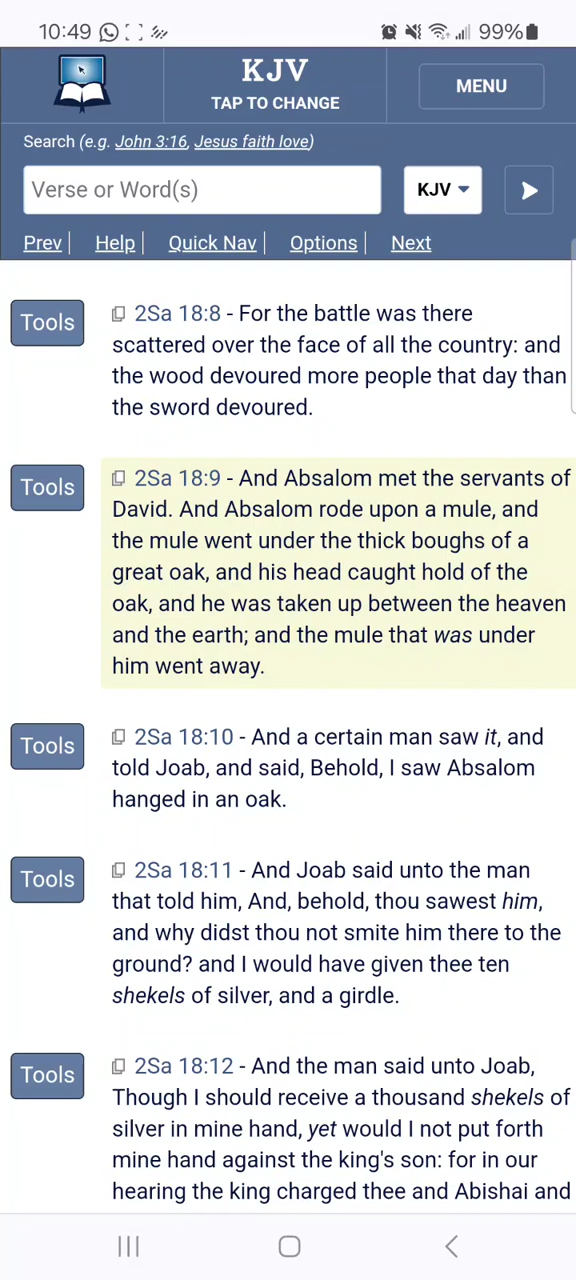 10:49 99%
KJV
TAP TO CHANGE
MENU
Search (e.g. John 3:16, Jesus faith love)
Verse or Word(s)
KJV
Prev| Help| Quick Nav| Options| Next
Tools
2Sa 18:8 - For the battle was there
scattered over the face of all the country: and
the wood devoured more people that day than
the sword devoured.
Tools
2Sa 18:9 - And Absalom met the servants of
David. And Absalom rode upon a mule, and
the mule went under the thick boughs of a
great oak, and his head caught hold of the
oak, and he was taken up between the heaven
and the earth; and the mule that was under
him went away.
Tools
2Sa 18:10 - And a certain man saw it, and
told Joab, and said, Behold, I saw Absalom
hanged in an oak.
Tools
2Sa 18:11 - And Joab said unto the man
that told him, And, behold, thou sawest him,
and why didst thou not smite him there to the
ground? and I would have given thee ten
shekels of silver, and a girdle.
Tools
2Sa 18:12 - And the man said unto Joab,
Though I should receive a thousand shekels of
silver in mine hand, yet would I not put forth
mine hand against the king's son: for in our
hearing the king charged thee and Abishai and